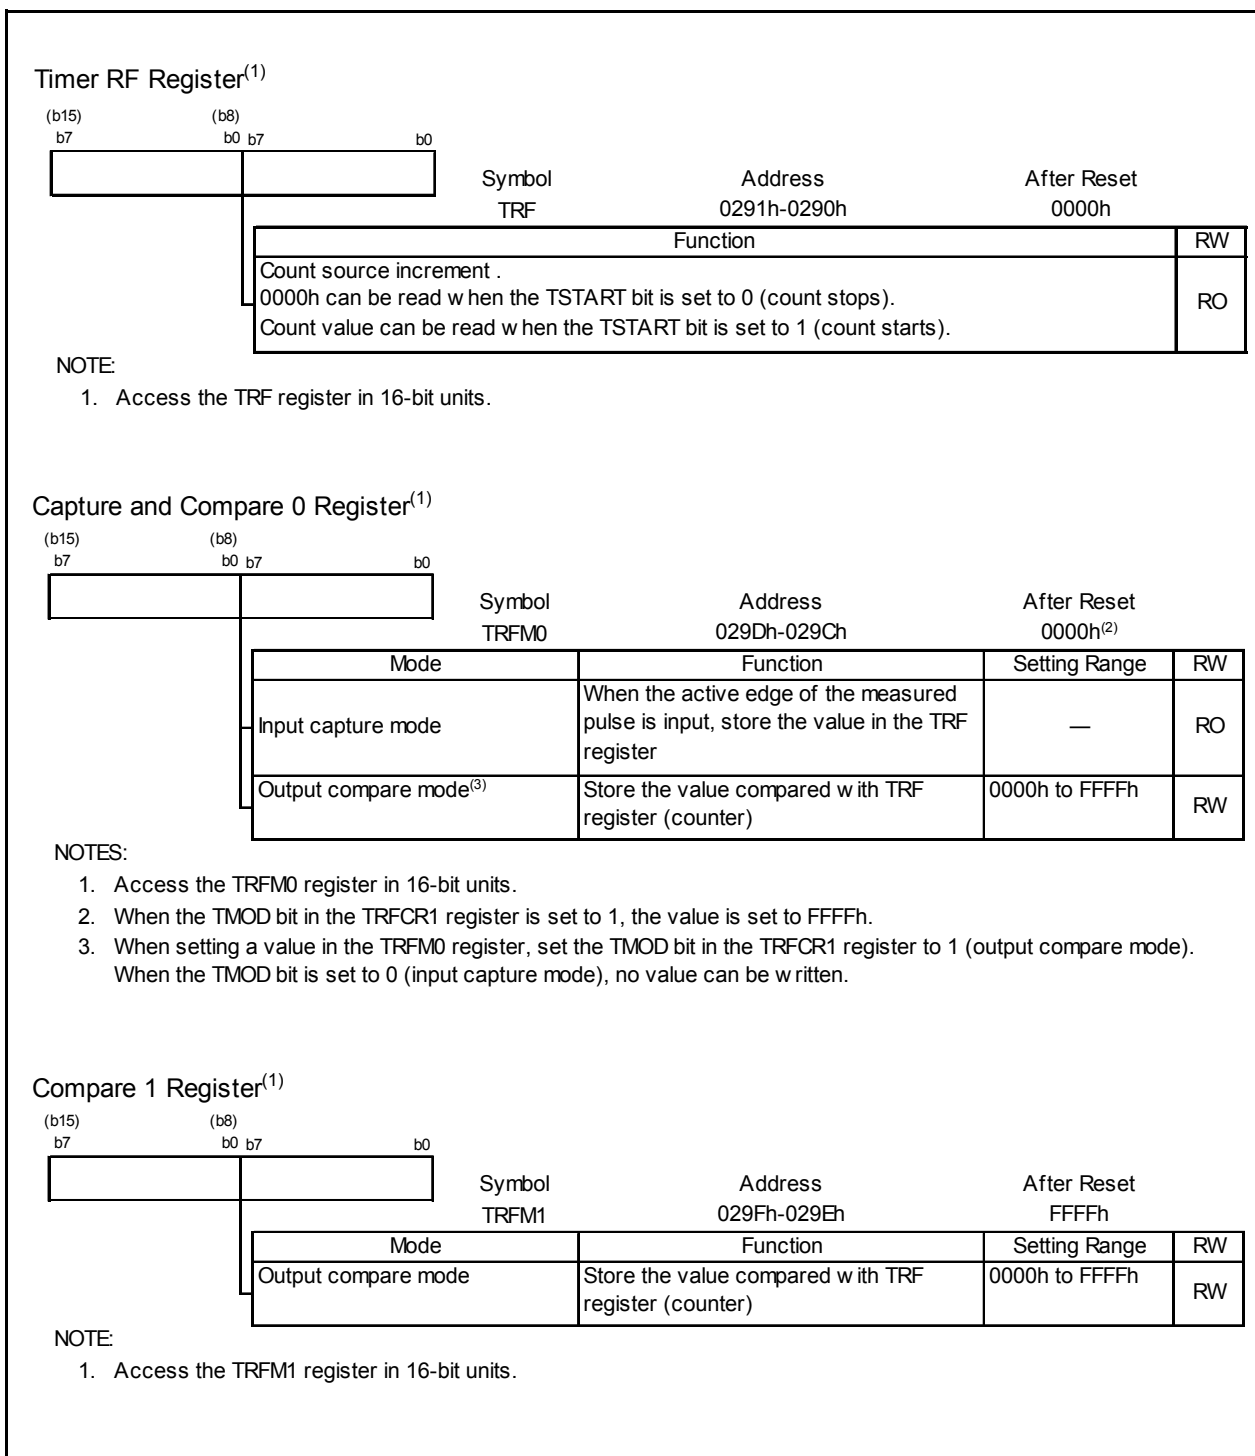 Timer RF Register(1)
(b15) (b8)
b7 b0 b7 b0
Symbol Address After Reset
TRF 0291h-0290h 0000h
Function RW
Count source increment .
0000h can be read when the TSTART bit is set to 0 (count stops).
RO
Count value can be read when the TSTART bit is set to 1 (count starts).
NOTE:
1. Access the TRF register in 16-bit units.
Capture and Compare 0 Register(1)
(b15) (b8)
b7 b0 b7 b0
Symbol Address After Reset
TRFM0 029Dh-029Ch 0000h(2)
Mode Function Setting Range RW
Input capture mode
When the active edge of the measured
pulse is input, store the value in the TRF
register
— RO
Output compare mode(3)
Store the value compared with TRF
register (counter)
0000h to FFFFh
RW
NOTES:
1. Access the TRFM0 register in 16-bit units.
2. When the TMOD bit in the TRFCR1 register is set to 1, the value is set to FFFFh.
3. When setting a value in the TRFM0 register, set the TMOD bit in the TRFCR1 register to 1 (output compare mode).
When the TMOD bit is set to 0 (input capture mode), no value can be written.
Compare 1 Register(1)
(b15) (b8)
b7 b0 b7 b0
Symbol Address After Reset
TRFM1 029Fh-029Eh FFFFh
Mode Function Setting Range RW
Output compare mode
Store the value compared with TRF
register (counter)
0000h to FFFFh
RW
NOTE:
1. Access the TRFM1 register in 16-bit units.